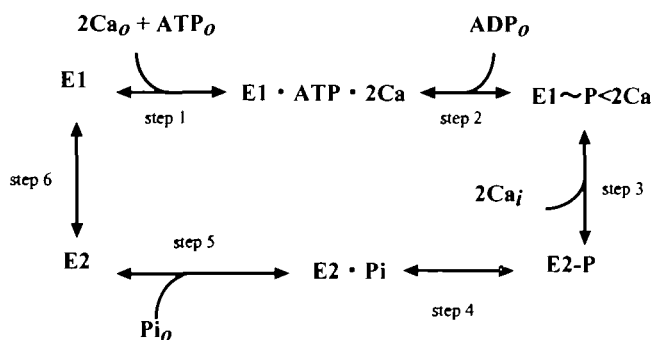 2Cao + ATPo
ADPo
E1
E1 · ATP · 2Ca
E1~P<2Ca
step 1
step 2
step 6
2Cai
step 3
E2
step 5
E2 · Pi
E2-P
step 4
Pio